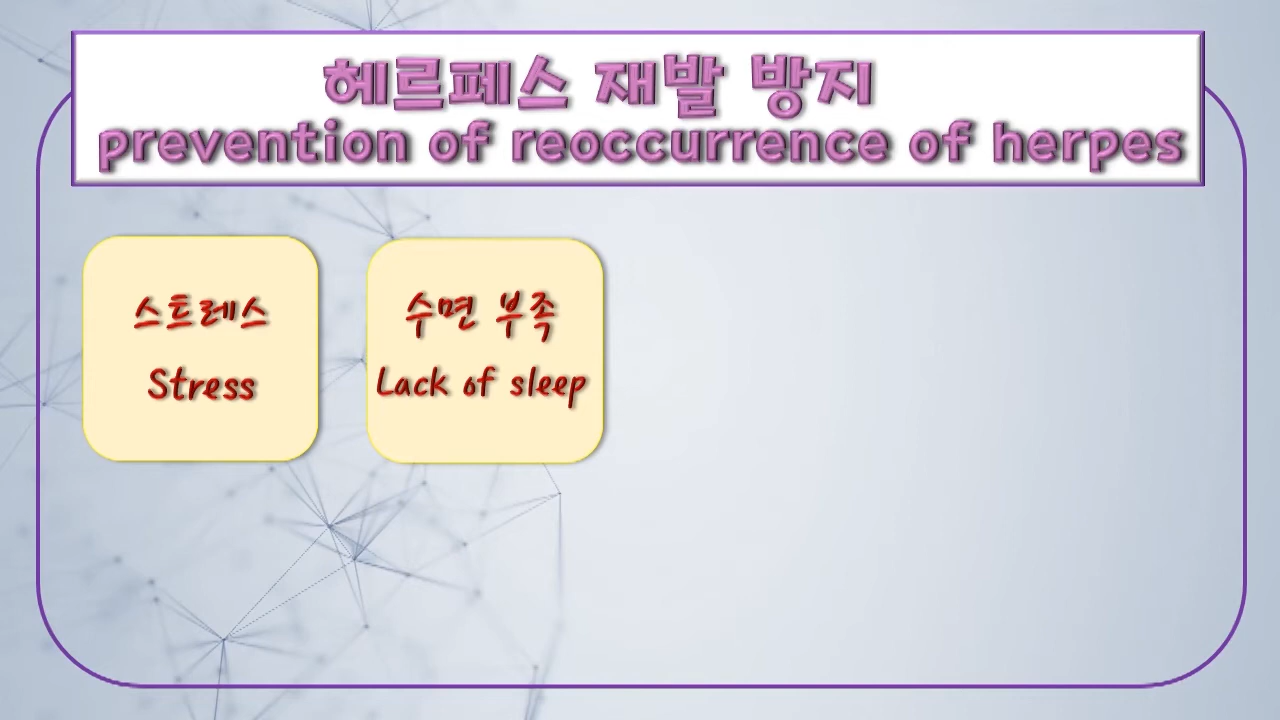 헤르페스 재발 방지
prevention of reoccurrence of herpes
스트레스
Stress
수면 부족
Lack of sleep